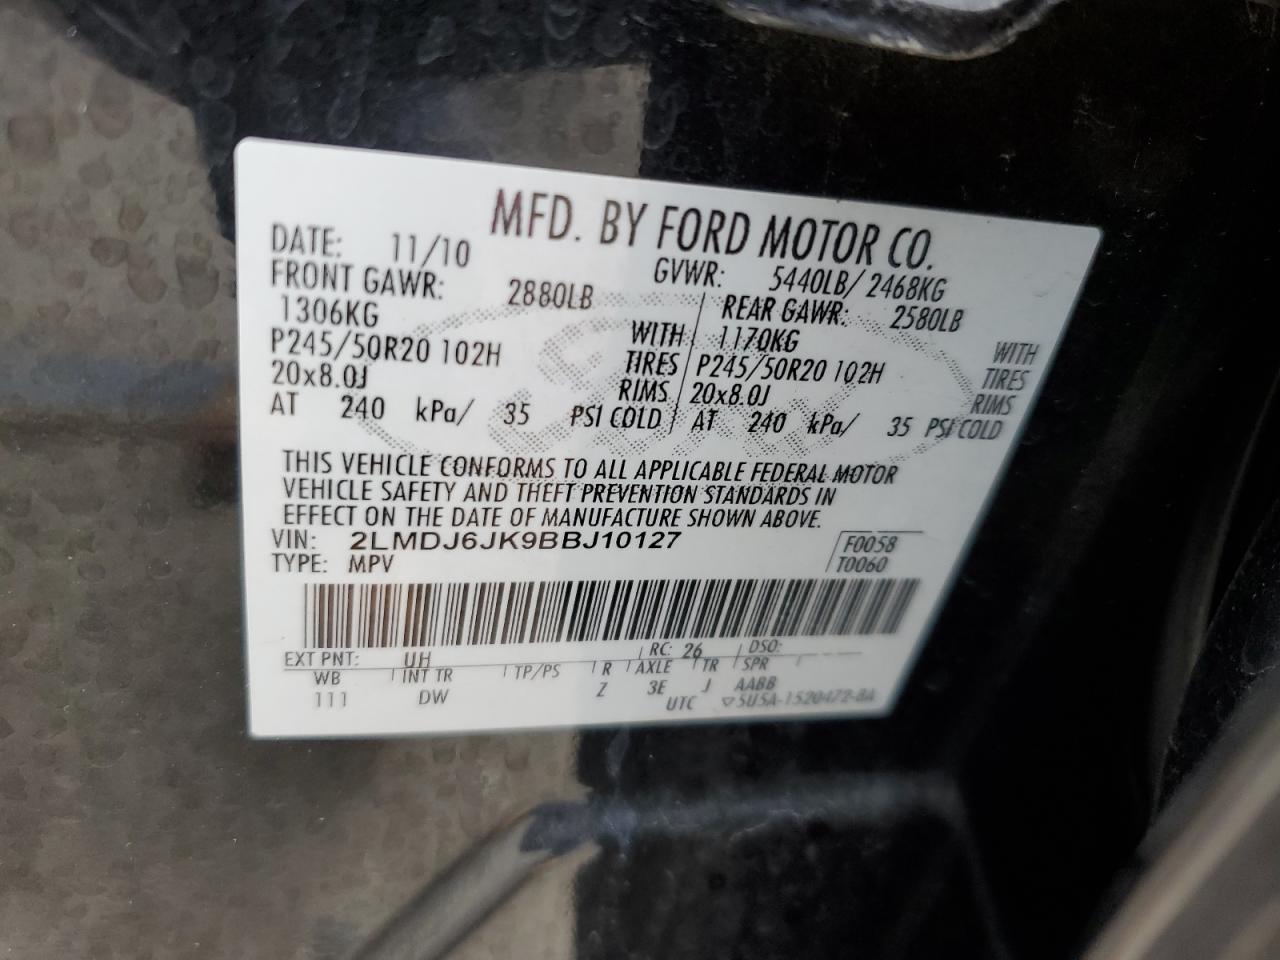 MFD. BY FORD MOTOR CO.
DATE: 11/10 GVWR: 5440LB/ 2468KG
FRONT GAWR: 2880LB REAR GAWR: 2580LB
1306KG WITH 1170KG WITH
P245/50R20 102H TIRES P245/50R20 102H TIRES
20x8.0J RIMS 20x8.0J RIMS
AT 240 kPa/ 35 PSI COLD AT 240 kPa/ 35 PSI COLD
THIS VEHICLE CONFORMS TO ALL APPLICABLE FEDERAL MOTOR
VEHICLE SAFETY AND THEFT PREVENTION STANDARDS IN
EFFECT ON THE DATE OF MANUFACTURE SHOWN ABOVE.
VIN: 2LMDJ6JK9BBJ10127 F0058
TYPE: MPV T0060
EXT PNT: UH RC: 26 DSO:
WB INT TR TP/PS R AXLE TR SPR
111 DW Z 3E J AABB
UTC ▽5U5A-1520472-BA